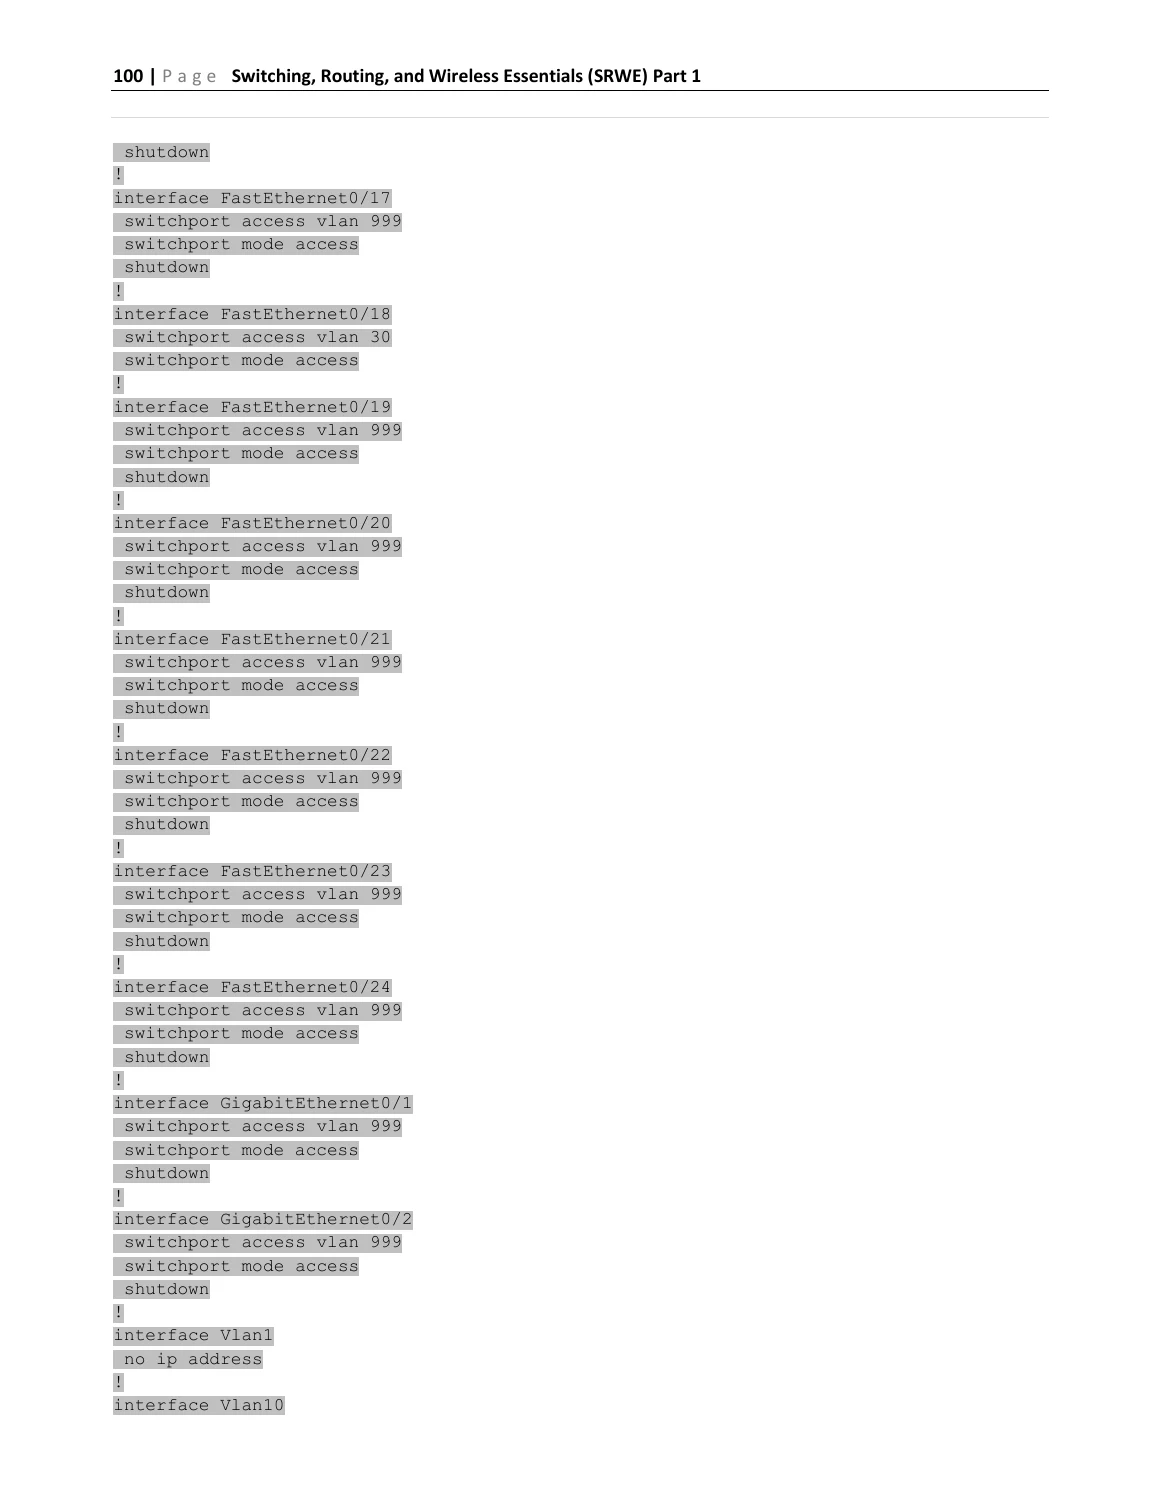 100 | Page Switching, Routing, and Wireless Essentials (SRWE) Part 1
shutdown
!
interface FastEthernet0/17
switchport access vlan 999
switchport mode access
shutdown
!
interface FastEthernet0/18
switchport access vlan 30
switchport mode access
!
interface FastEthernet0/19
switchport access vlan 999
switchport mode access
shutdown
!
interface FastEthernet0/20
switchport access vlan 999
switchport mode access
shutdown
!
interface FastEthernet0/21
switchport access vlan 999
switchport mode access
shutdown
!
interface FastEthernet0/22
switchport access vlan 999
switchport mode access
shutdown
!
interface FastEthernet0/23
switchport access vlan 999
switchport mode access
shutdown
!
interface FastEthernet0/24
switchport access vlan 999
switchport mode access
shutdown
!
interface GigabitEthernet0/1
switchport access vlan 999
switchport mode access
shutdown
!
interface GigabitEthernet0/2
switchport access vlan 999
switchport mode access
shutdown
!
interface Vlan1
no ip address
!
interface Vlan10